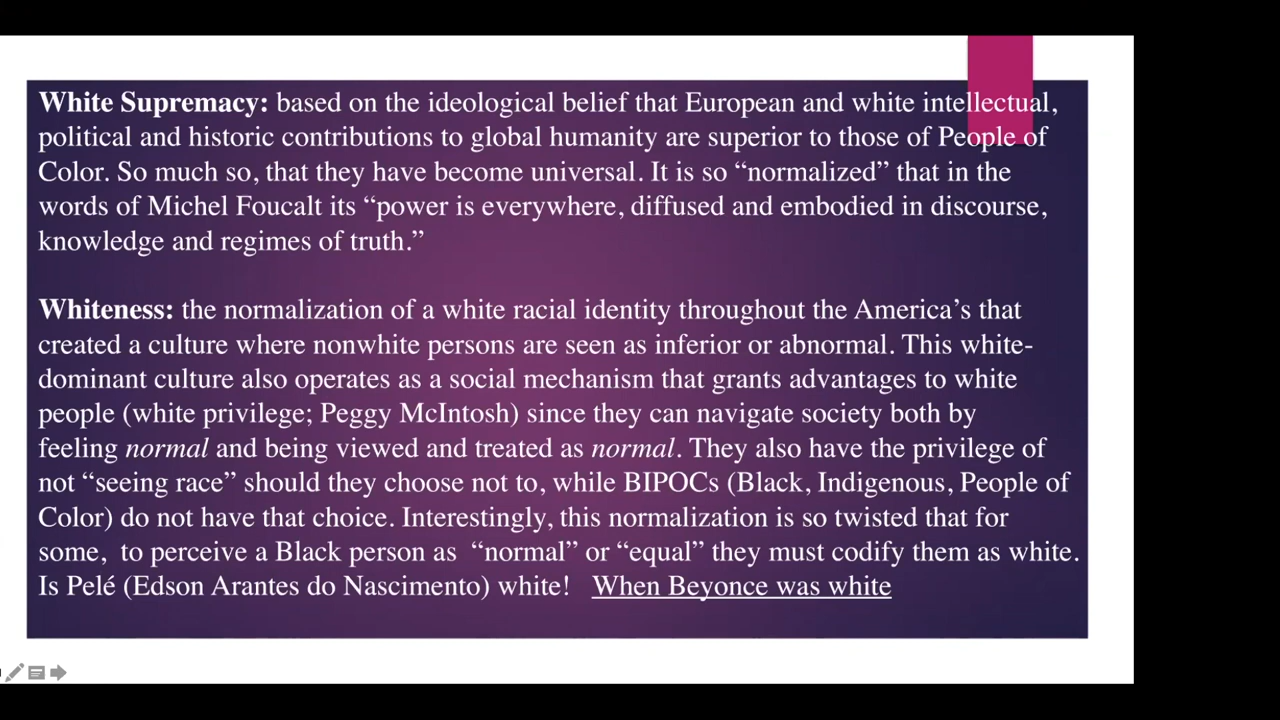 White Supremacy: based on the ideological belief that European and white intellectual,
political and historic contributions to global humanity are superior to those of People of
Color. So much so, that they have become universal. It is so “normalized” that in the
words of Michel Foucalt its “power is everywhere, diffused and embodied in discourse,
knowledge and regimes of truth.”
Whiteness: the normalization of a white racial identity throughout the America’s that
created a culture where nonwhite persons are seen as inferior or abnormal. This white-
dominant culture also operates as a social mechanism that grants advantages to white
people (white privilege; Peggy McIntosh) since they can navigate society both by
feeling normal and being viewed and treated as normal. They also have the privilege of
not “seeing race” should they choose not to, while BIPOCs (Black, Indigenous, People of
Color) do not have that choice. Interestingly, this normalization is so twisted that for
some,  to perceive a Black person as  “normal” or “equal” they must codify them as white.
Is Pelé (Edson Arantes do Nascimento) white!   When Beyonce was white